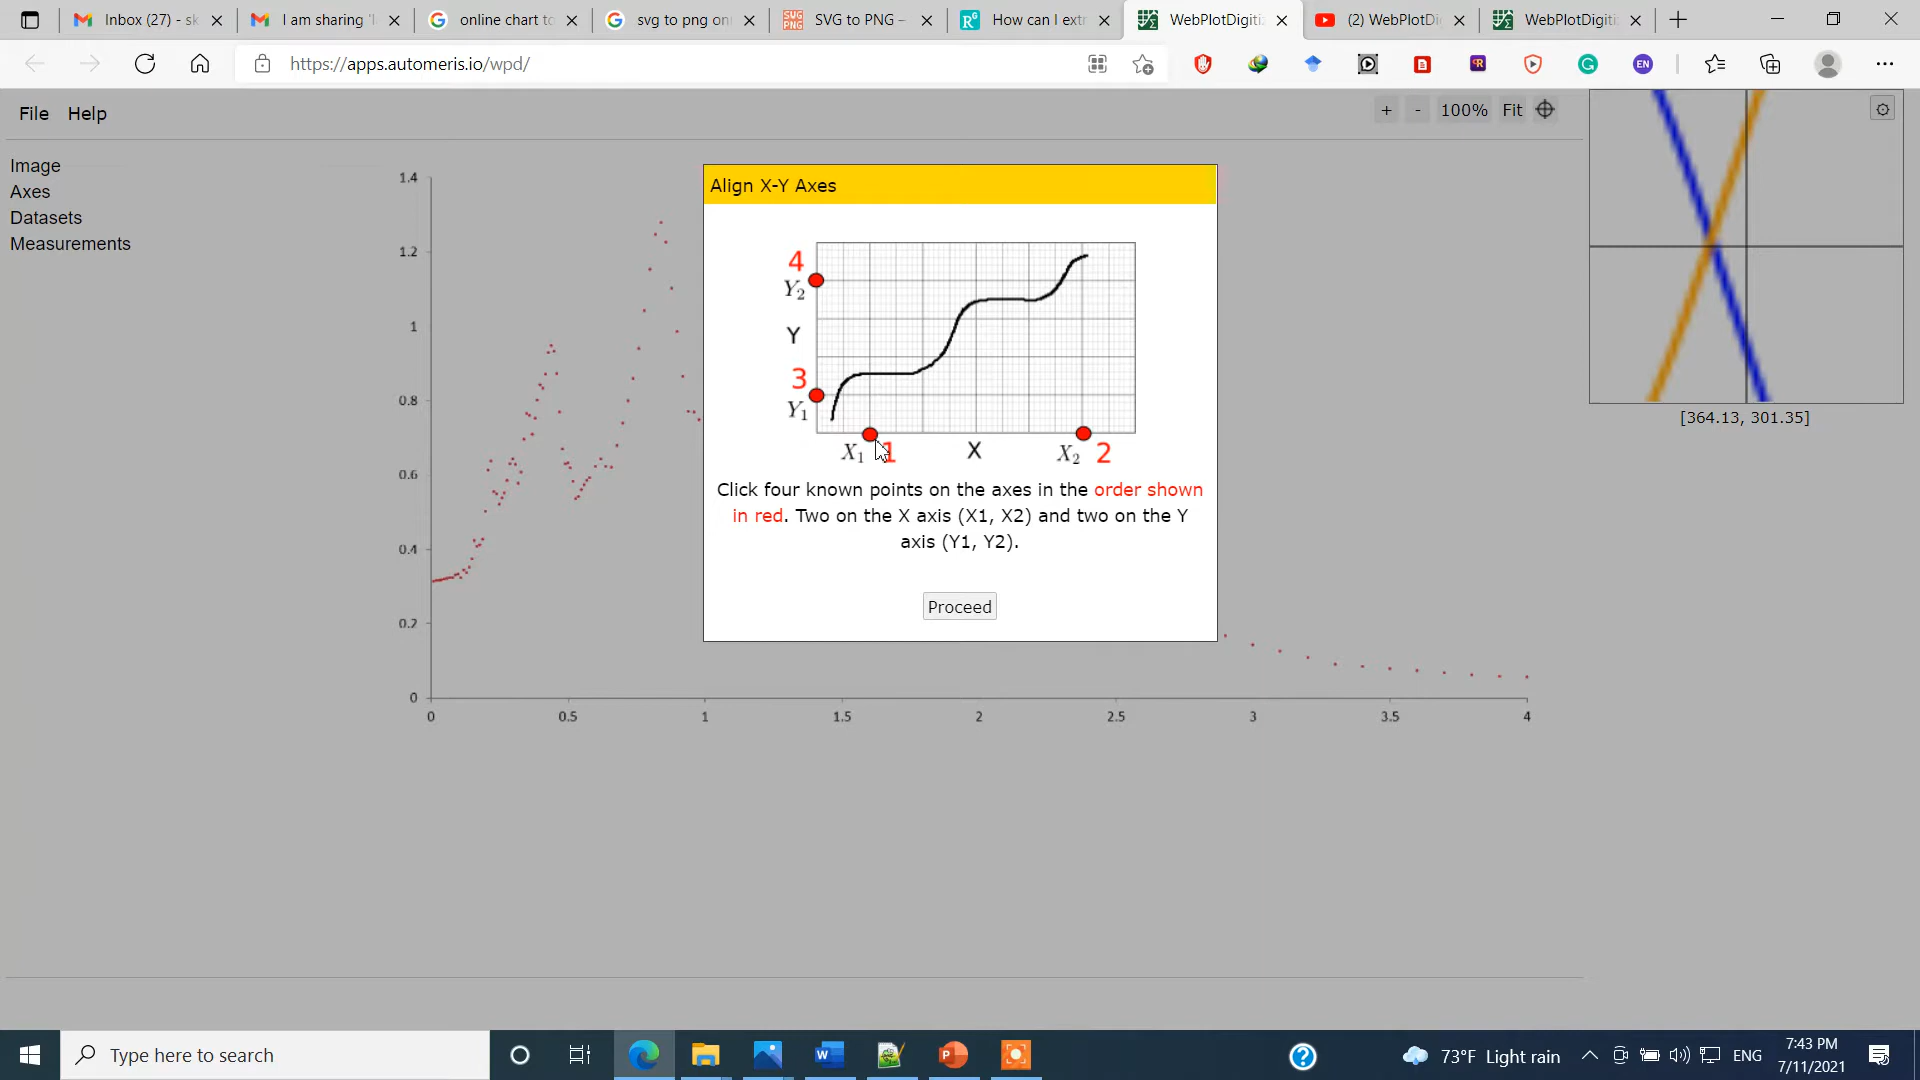 Inbox (27) - sk
I am sharing 'I
online chart to
svg to png on
SVG to PNG –
How can I extr
WebPlotDigiti
(2) WebPlotDi
WebPlotDigiti
https://apps.automeris.io/wpd/
File Help
+ - 100% Fit
Image
Axes
Datasets
Measurements
Align X-Y Axes
4
Y2
Y
3
Y1
X1 1 X X2 2
Click four known points on the axes in the order shown
in red. Two on the X axis (X1, X2) and two on the Y
axis (Y1, Y2).
Proceed
[364.13, 301.35]
1.4
1.2
1
0.8
0.6
0.4
0.2
0
0 0.5 1 1.5 2 2.5 3 3.5 4
Type here to search
73°F Light rain
ENG
7:43 PM
7/11/2021